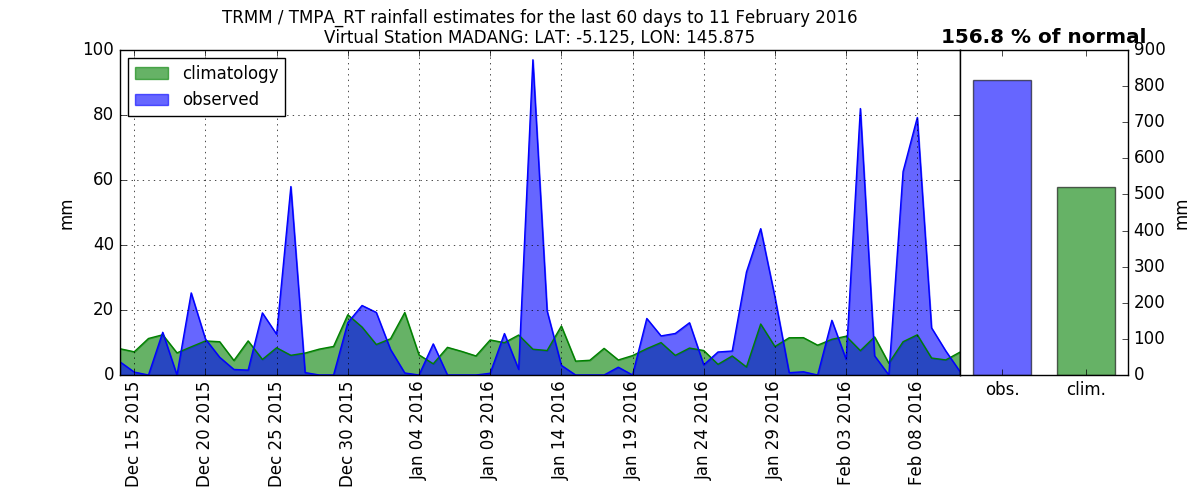 TRMM / TMPA_RT rainfall estimates for the last 60 days to 11 February 2016
Virtual Station MADANG: LAT: -5.125, LON: 145.875
156.8 % of normal
climatology
observed
mm
100
80
60
40
20
0
Dec 15 2015
Dec 20 2015
Dec 25 2015
Dec 30 2015
Jan 04 2016
Jan 09 2016
Jan 14 2016
Jan 19 2016
Jan 24 2016
Jan 29 2016
Feb 03 2016
Feb 08 2016
obs.
clim.
900
800
700
600
500
400
300
200
100
0
mm